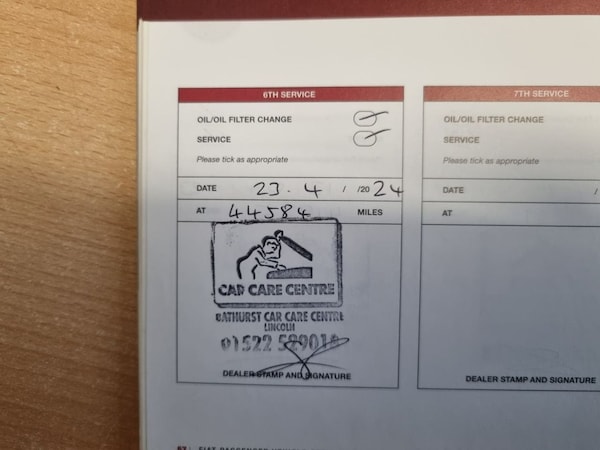 6TH SERVICE
OIL/OIL FILTER CHANGE
SERVICE
Please tick as appropriate
DATE 23 . 4 / /20 24
AT 44584 MILES
CAR CARE CENTRE
BATHURST CAR CARE CENTRE
LINCOLN
01522 529018
DEALER STAMP AND SIGNATURE
7TH SERVICE
OIL/OIL FILTER CHANGE
SERVICE
Please tick as appropriate
DATE /
AT
DEALER STAMP AND SIGNATURE